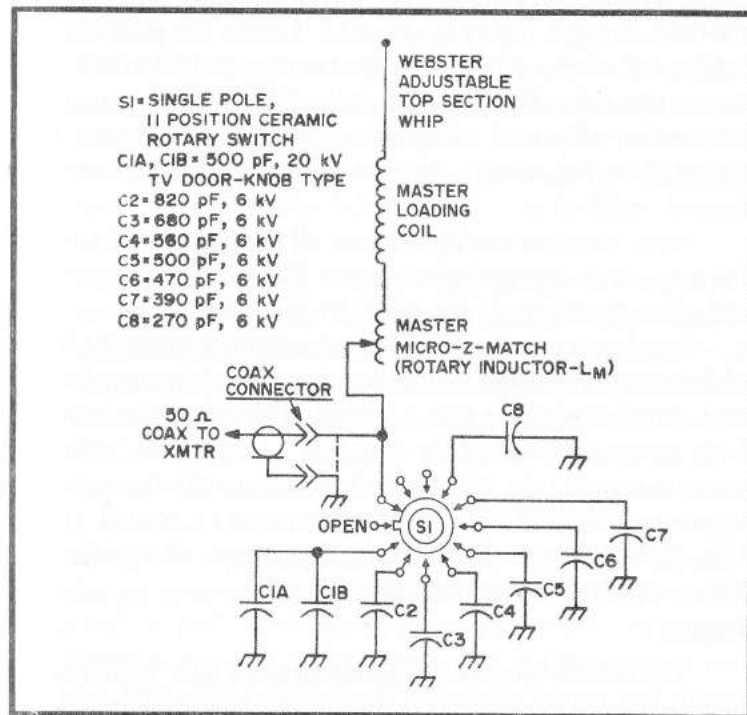 WEBSTER
ADJUSTABLE
TOP SECTION
WHIP
S1= SINGLE POLE,
11 POSITION CERAMIC
ROTARY SWITCH
C1A, C1B = 500 pF, 20 kV
TV DOOR-KNOB TYPE
C2=820 pF, 6 kV
C3=680 pF, 6 kV
C4=560 pF, 6 kV
C5=500 pF, 6 kV
C6=470 pF, 6 kV
C7=390 pF, 6 kV
C8=270 pF, 6 kV
MASTER
LOADING
COIL
MASTER
MICRO-Z-MATCH
(ROTARY INDUCTOR-LM)
COAX
CONNECTOR
50 Ω
COAX TO
XMTR
C8
OPEN
S1
C7
C6
C5
C1A
C1B
C2
C3
C4